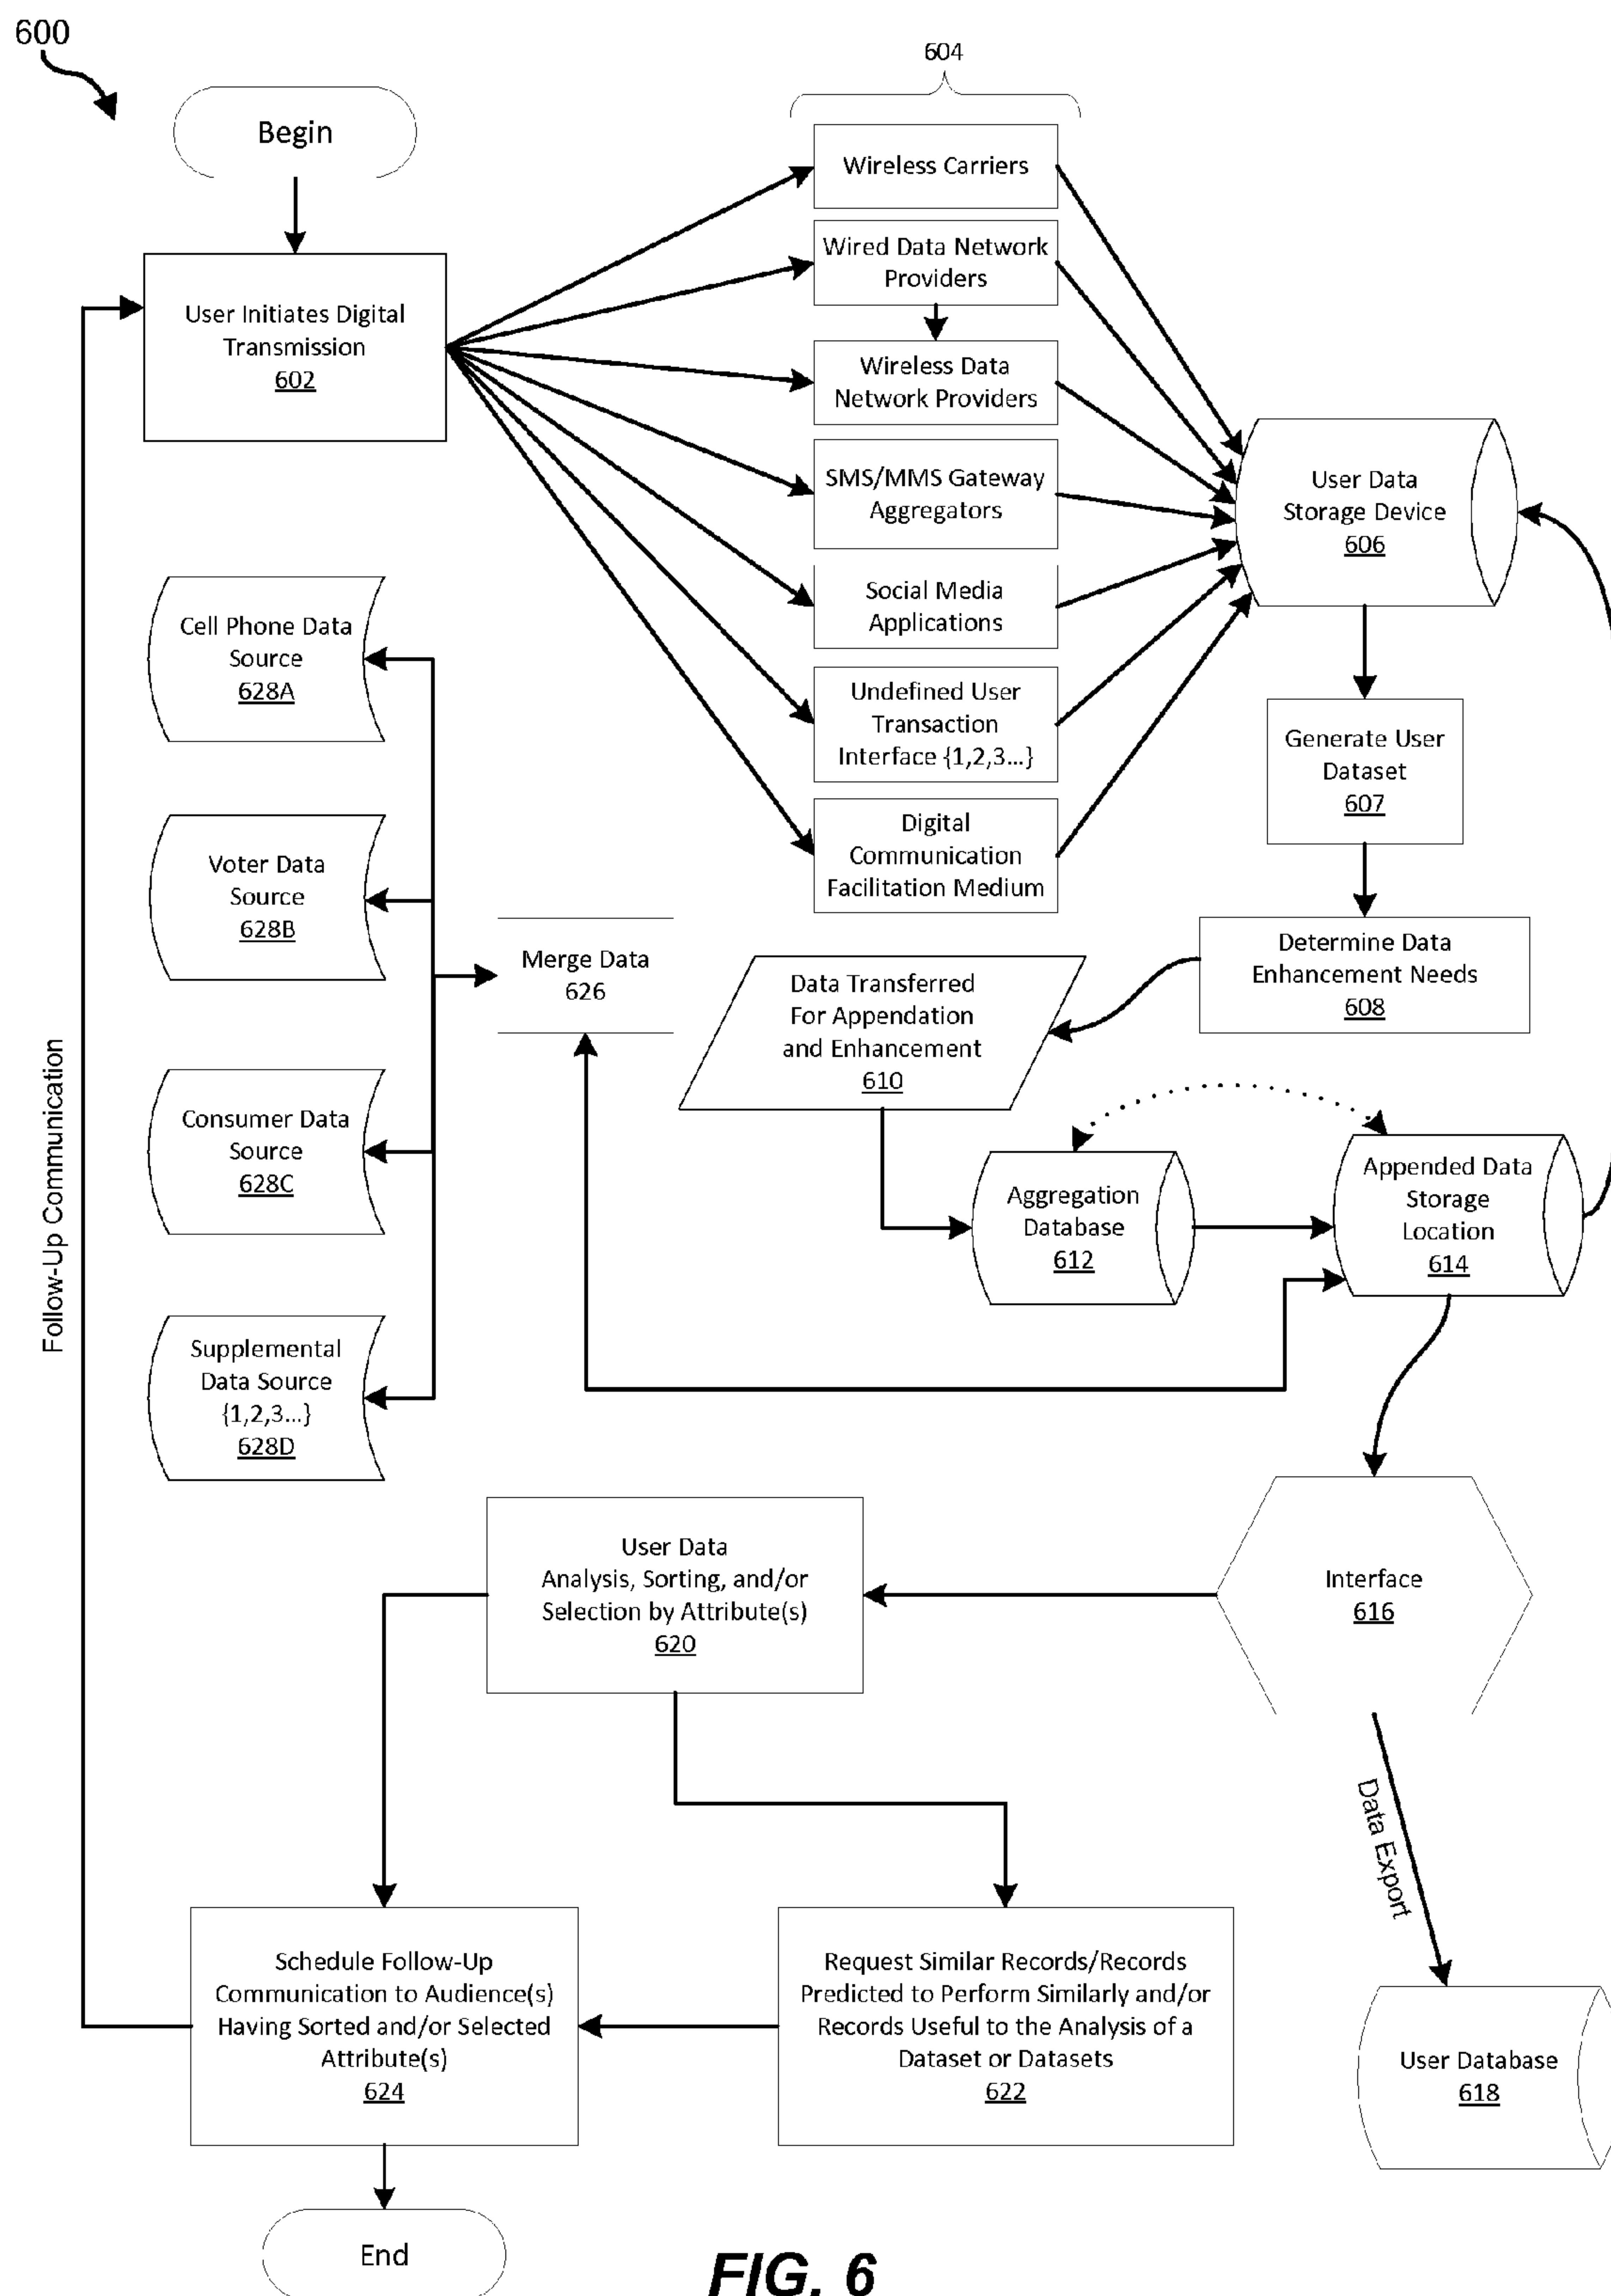 600
604
Begin
Wireless Carriers
Wired Data Network
Providers
User Initiates Digital
Transmission
602
Wireless Data
Network Providers
SMS/MMS Gateway
Aggregators
User Data
Storage Device
606
Social Media
Applications
Cell Phone Data
Source
628A
Undefined User
Transaction
Interface {1,2,3...}
Generate User
Dataset
607
Digital
Communication
Facilitation Medium
Voter Data
Source
628B
Merge Data
626
Determine Data
Enhancement Needs
608
Data Transferred
For Appendation
and Enhancement
610
Follow-Up Communication
Consumer Data
Source
628C
Aggregation
Database
612
Appended Data
Storage
Location
614
Supplemental
Data Source
{1,2,3...}
628D
User Data
Analysis, Sorting, and/or
Selection by Attribute(s)
620
Interface
616
Data Export
Schedule Follow-Up
Communication to Audience(s)
Having Sorted and/or Selected
Attribute(s)
624
Request Similar Records/Records
Predicted to Perform Similarly and/or
Records Useful to the Analysis of a
Dataset or Datasets
622
User Database
618
End
FIG. 6